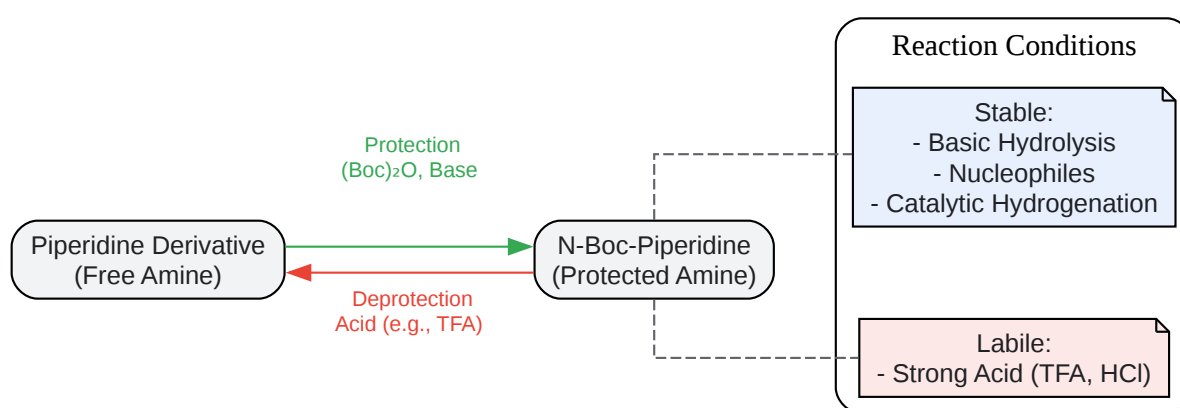 Reaction Conditions
Stable:
- Basic Hydrolysis
- Nucleophiles
- Catalytic Hydrogenation
Protection
(Boc)₂O, Base
Piperidine Derivative
(Free Amine)
N-Boc-Piperidine
(Protected Amine)
Deprotection
Acid (e.g., TFA)
Labile:
- Strong Acid (TFA, HCl)